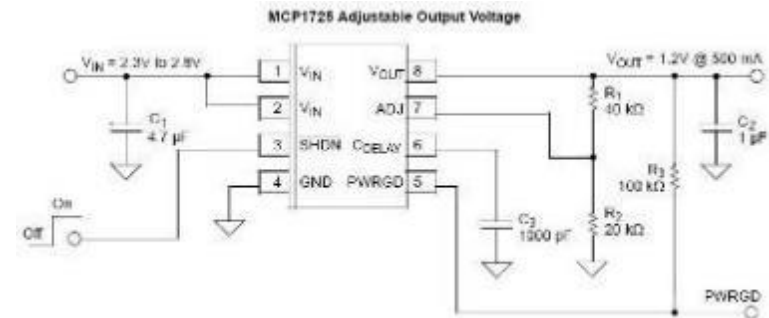 MCP1725 Adjustable Output Voltage
VIN = 2.3V to 2.8V
VOUT = 1.2V @ 500 mA
1 VIN
VOUT 8
2 VIN
ADJ 7
3 SHDN
CDELAY 6
4 GND
PWRGD 5
C1
4.7 µF
R1
40 kΩ
C2
1 µF
R3
100 kΩ
On
Off
C3
1000 pF
R2
20 kΩ
PWRGD